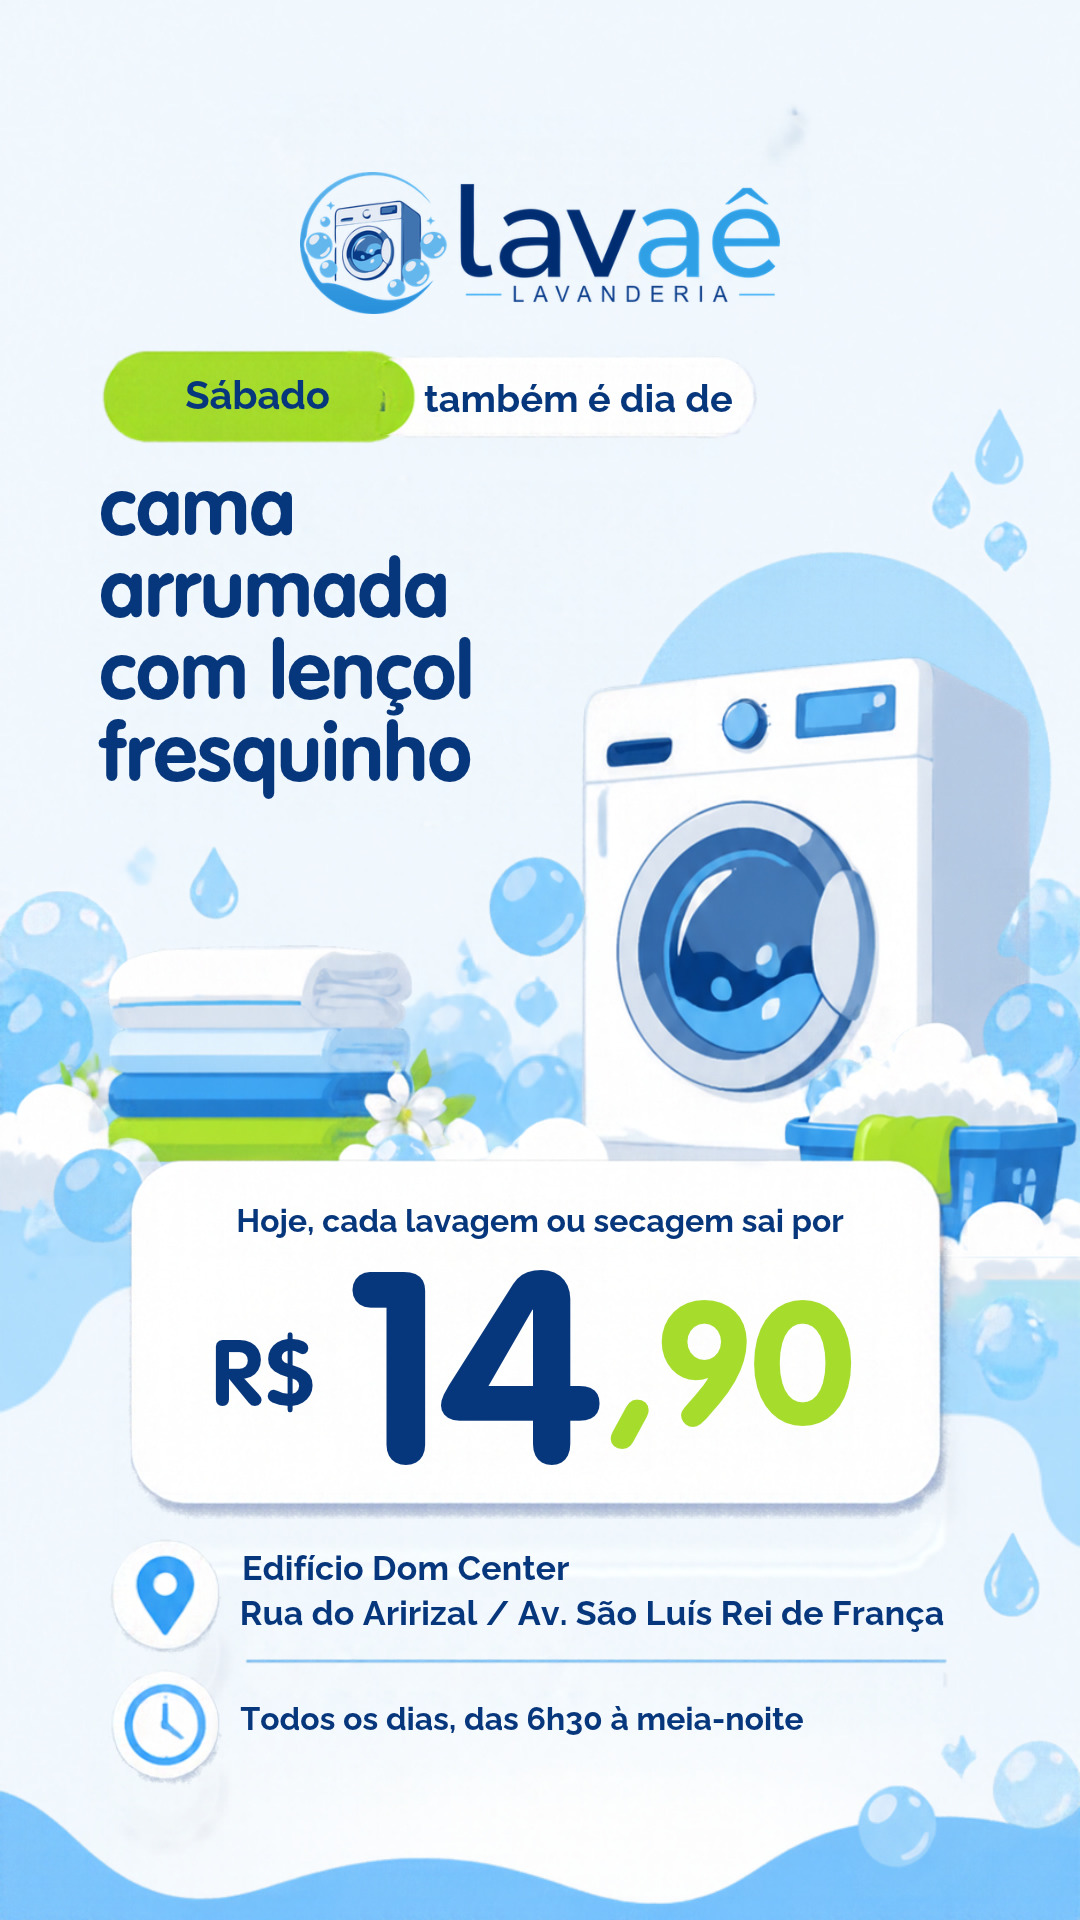 lavaê
LAVANDERIA
Sábado também é dia de
cama
arrumada
com lençol
fresquinho
Hoje, cada lavagem ou secagem sai por
R$ 14,90
Edifício Dom Center
Rua do Aririzal / Av. São Luís Rei de França
Todos os dias, das 6h30 à meia-noite